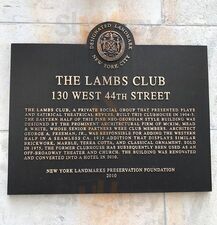 DESIGNATED LANDMARK
NEW YORK CITY
THE LAMBS CLUB
130 WEST 44TH STREET
THE LAMBS CLUB, A PRIVATE SOCIAL GROUP THAT PRESENTED PLAYS
AND SATIRICAL THEATRICAL REVUES, BUILT THIS CLUBHOUSE IN 1904-5.
THE EASTERN HALF OF THIS FINE NEO-GEORGIAN STYLE BUILDING WAS
DESIGNED BY THE PROMINENT ARCHITECTURAL FIRM OF MCKIM, MEAD
& WHITE, WHOSE SENIOR PARTNERS WERE CLUB MEMBERS. ARCHITECT
GEORGE A. FREEMAN, JR., WAS RESPONSIBLE FOR ADDING THE WESTERN
HALF IN A SEAMLESS CA. 1915 ADDITION THAT DISPLAYS SIMILAR
BRICKWORK, MARBLE, TERRA COTTA, AND CLASSICAL ORNAMENT. SOLD
IN 1975, THE FORMER CLUBHOUSE HAS SUBSEQUENTLY BEEN USED AS AN
OFF-BROADWAY THEATER AND CHURCH. THE BUILDING WAS RENOVATED
AND CONVERTED INTO A HOTEL IN 2010.
NEW YORK LANDMARKS PRESERVATION FOUNDATION
2010